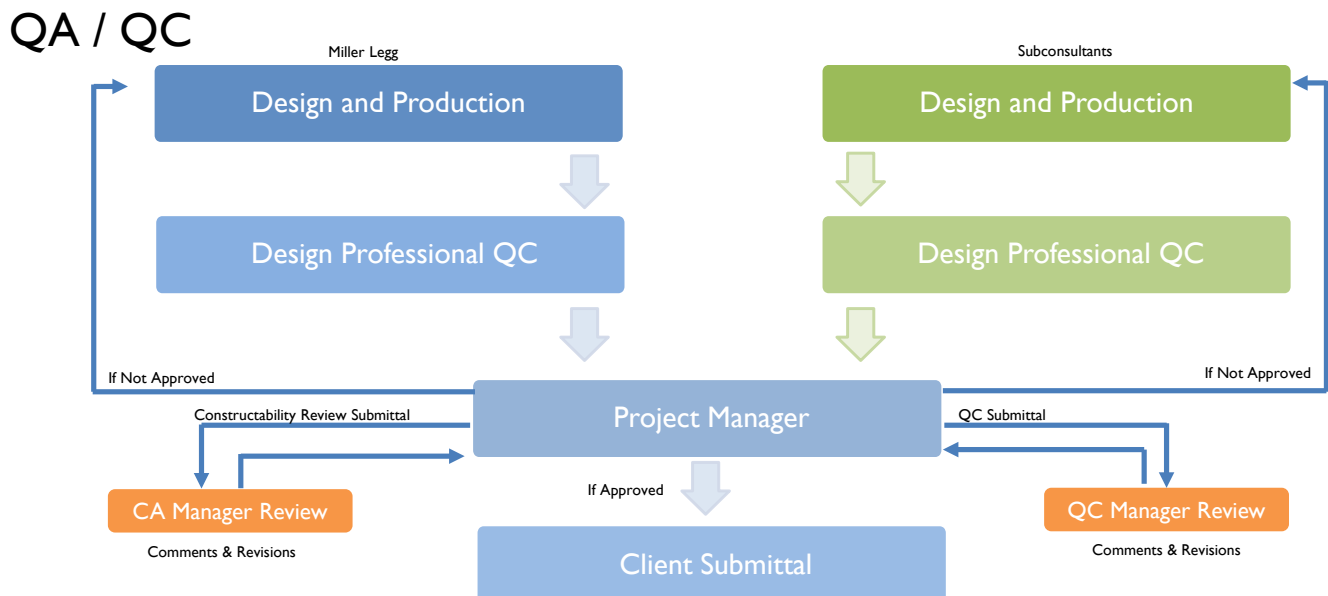 QA / QC
Miller Legg
Subconsultants
Design and Production
Design and Production
Design Professional QC
Design Professional QC
If Not Approved
If Not Approved
Constructability Review Submittal
Project Manager
QC Submittal
If Approved
CA Manager Review
QC Manager Review
Comments & Revisions
Comments & Revisions
Client Submittal